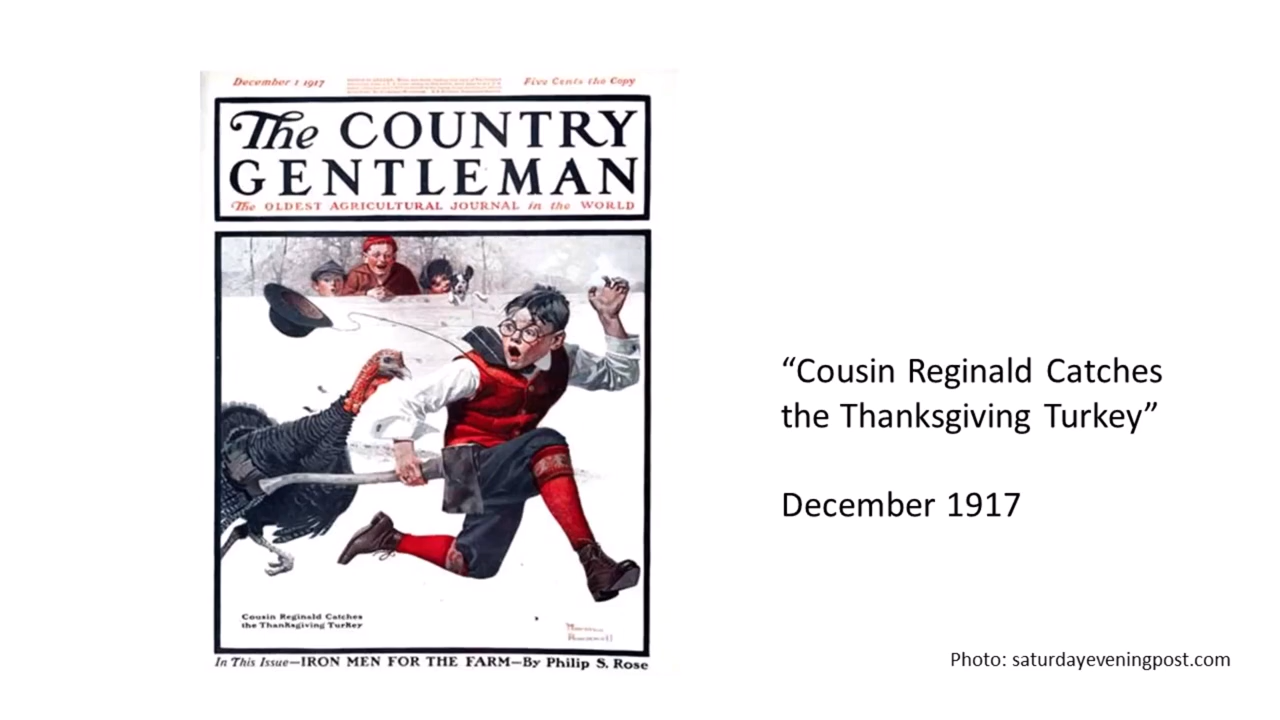 December 1 1917
Five Cents the Copy
The COUNTRY
GENTLEMAN
The OLDEST AGRICULTURAL JOURNAL in the WORLD
Cousin Reginald Catches
the Thanksgiving Turkey
In This Issue—IRON MEN FOR THE FARM—By Philip S. Rose
“Cousin Reginald Catches
the Thanksgiving Turkey”
December 1917
Photo: saturdayeveningpost.com